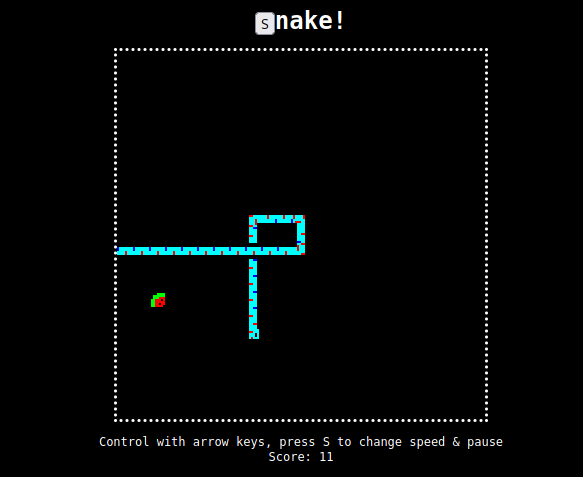 Snake!
Control with arrow keys, press S to change speed & pause
Score: 11